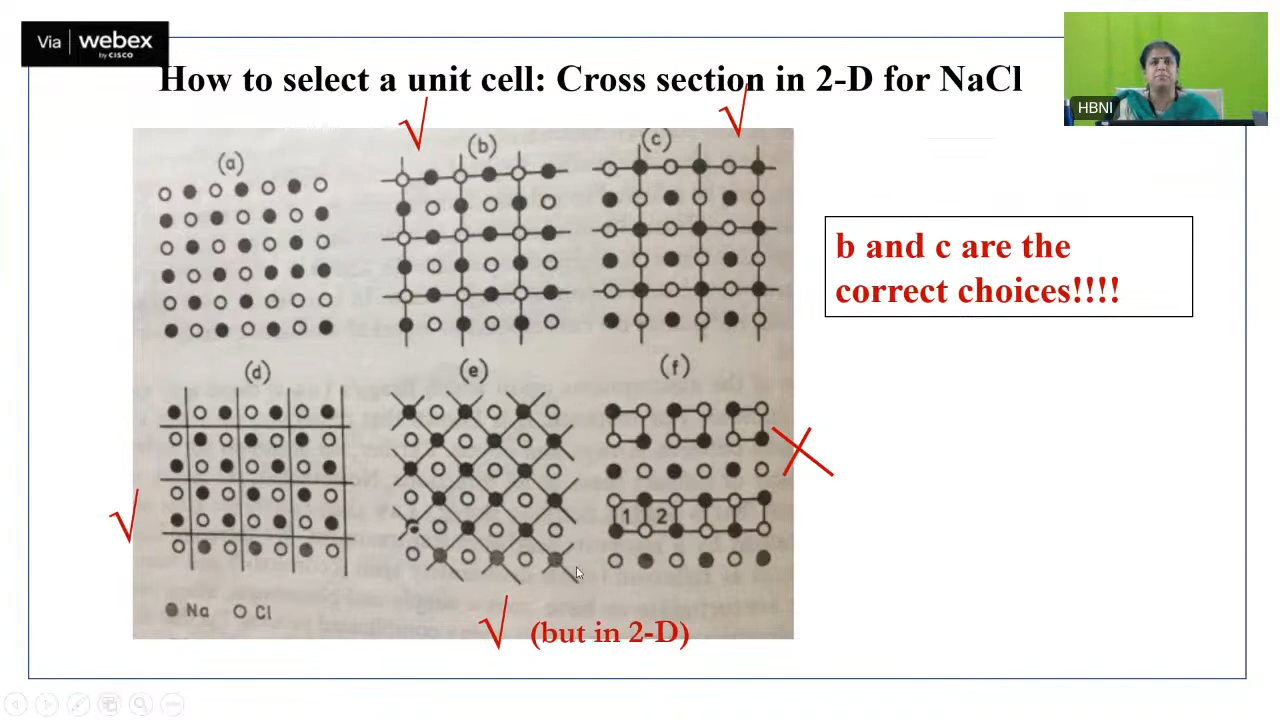 Via webex
by CISCO
HBNI
How to select a unit cell: Cross section in 2-D for NaCl
√
√
(a)
(b)
(c)
b and c are the
correct choices!!!!
(d)
(e)
(f)
√
1 2
Na Cl
√ (but in 2-D)